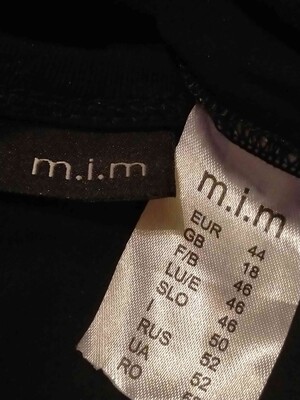 m.i.m
m.i.m
EUR 44
GB 18
F/B 46
LU/E 46
SLO 46
I 50
RUS 52
UA 52
RO